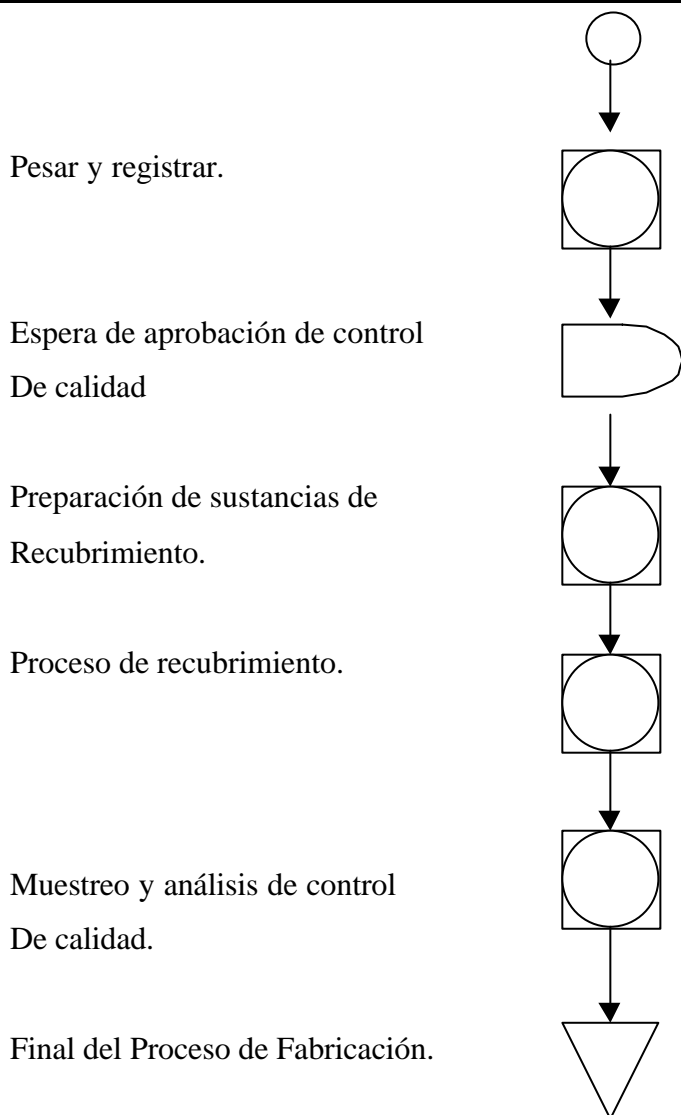 Pesar y registrar.
Espera de aprobación de control
De calidad
Preparación de sustancias de
Recubrimiento.
Proceso de recubrimiento.
Muestreo y análisis de control
De calidad.
Final del Proceso de Fabricación.